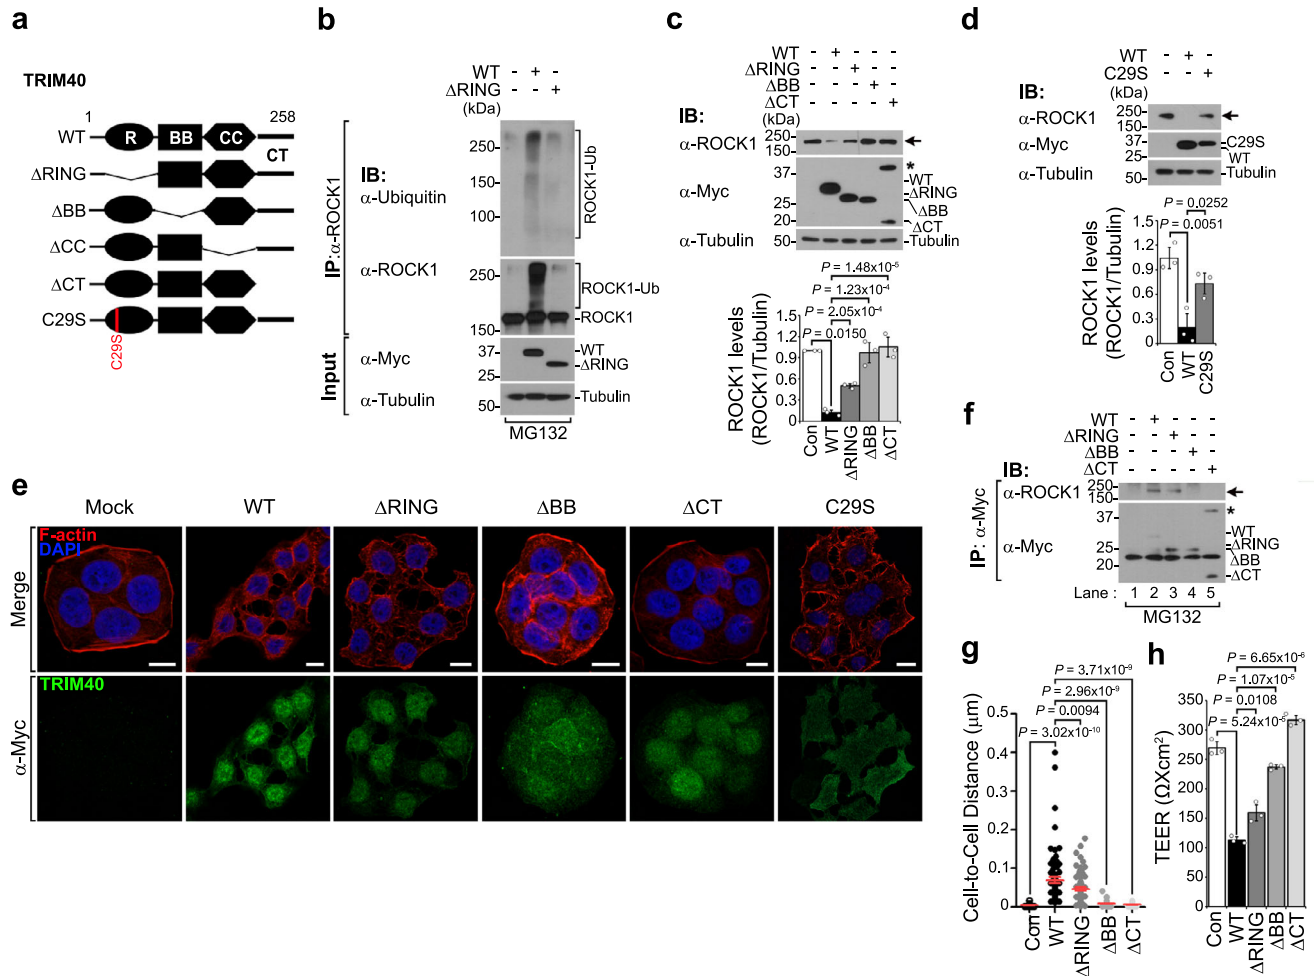 a
TRIM40
1
258
WT
R
BB
CC
CT
ΔRING
ΔBB
ΔCC
ΔCT
C29S
C29S
b
WT - + -
ΔRING - - +
(kDa)
IP:α-ROCK1
IB:
α-Ubiquitin
250
150
100
ROCK1-Ub
α-ROCK1
250
150
ROCK1-Ub
ROCK1
Input
α-Myc
37
25
WT
ΔRING
α-Tubulin
50
Tubulin
MG132
c
WT - + - - -
ΔRING - - + - -
ΔBB - - - + -
ΔCT - - - - +
(kDa)
IB:
α-ROCK1
250
150
α-Myc
37
25
20
*
WT
ΔRING
ΔBB
ΔCT
α-Tubulin
50
Tubulin
P = 1.48x10-5
P = 1.23x10-4
P = 2.05x10-4
P = 0.0150
ROCK1 levels
(ROCK1/Tubulin)
1.5
1.2
0.9
0.6
0.3
0
Con
WT
ΔRING
ΔBB
ΔCT
d
WT - + -
C29S - - +
(kDa)
IB:
α-ROCK1
250
150
α-Myc
37
25
C29S
WT
α-Tubulin
50
Tubulin
P = 0.0252
P = 0.0051
ROCK1 levels
(ROCK1/Tubulin)
1.5
1.2
0.9
0.6
0.3
0
Con
WT
C29S
e
Mock
WT
ΔRING
ΔBB
ΔCT
C29S
Merge
F-actin
DAPI
α-Myc
TRIM40
f
WT - + - - -
ΔRING - - + - -
ΔBB - - - + -
ΔCT - - - - +
IB:
IP: α-Myc
α-ROCK1
250
150
α-Myc
37
25
20
*
WT
ΔRING
ΔBB
ΔCT
Lane : 1 2 3 4 5
MG132
g
P = 3.71x10-9
P = 2.96x10-9
P = 0.0094
P = 3.02x10-10
Cell-to-Cell Distance (μm)
0.5
0.4
0.3
0.2
0.1
0
Con
WT
ΔRING
ΔBB
ΔCT
h
P = 6.65x10-6
P = 1.07x10-5
P = 0.0108
P = 5.24x10-5
TEER (ΩXcm²)
350
300
250
200
150
100
50
0
Con
WT
ΔRING
ΔBB
ΔCT